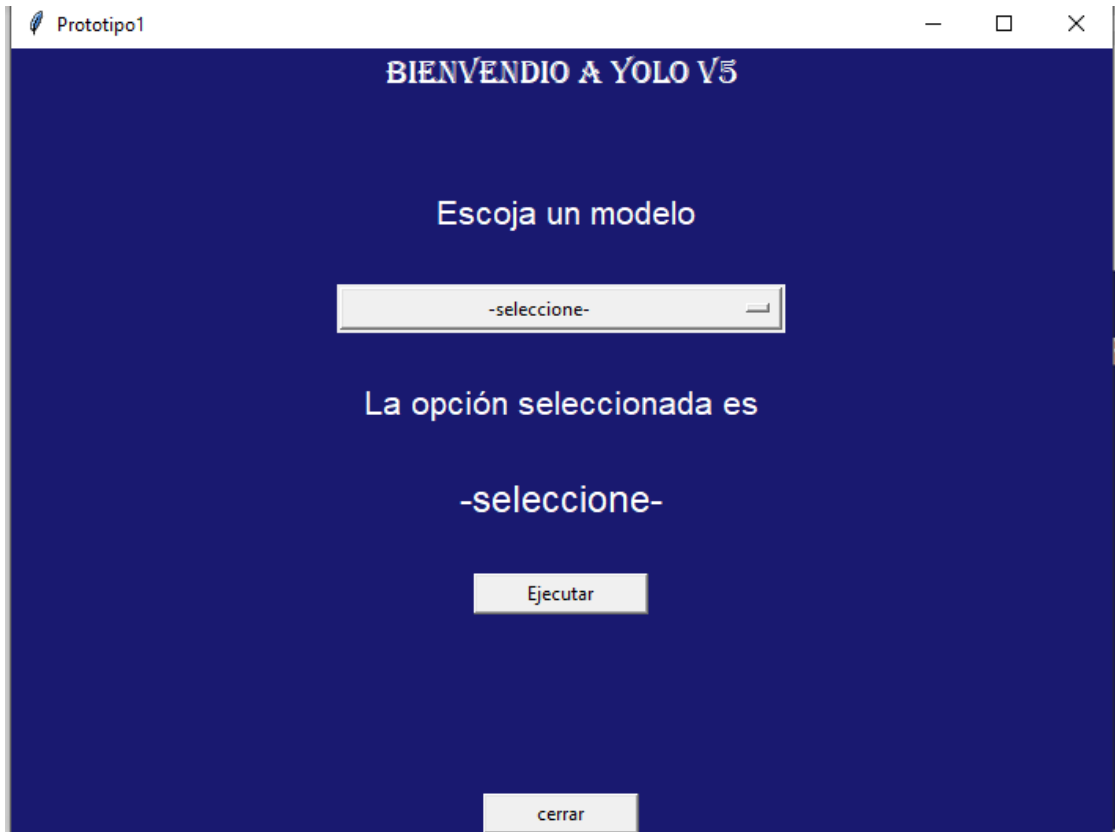 Prototipo1
BIENVENDIO A YOLO V5
Escoja un modelo
-seleccione-
La opción seleccionada es
-seleccione-
Ejecutar
cerrar